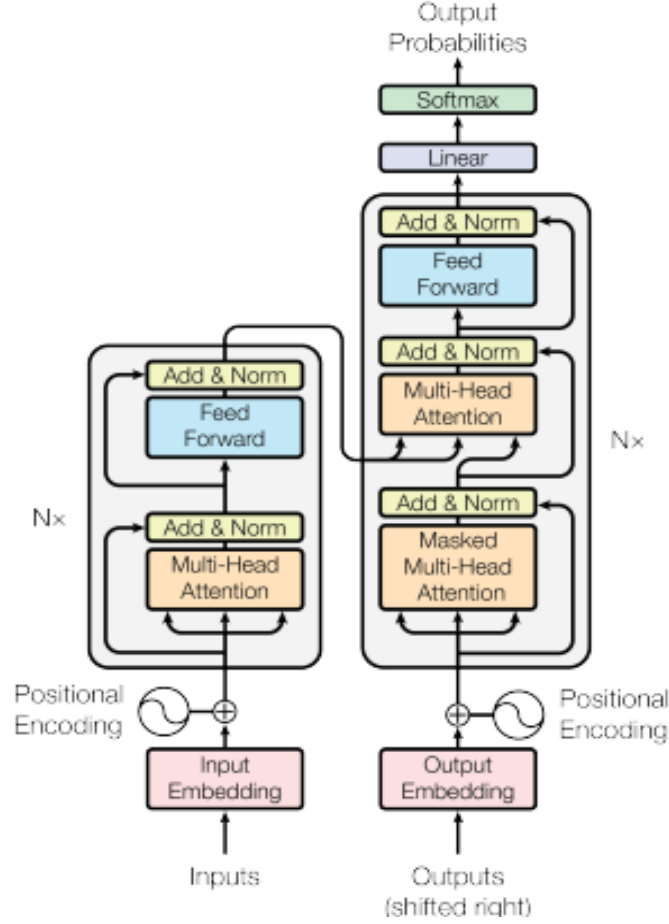 Output
Probabilities
Softmax
Linear
Add & Norm
Feed
Forward
Add & Norm
Multi-Head
Attention
Nx
Add & Norm
Masked
Multi-Head
Attention
Add & Norm
Feed
Forward
Nx
Add & Norm
Multi-Head
Attention
Positional
Encoding
Positional
Encoding
Input
Embedding
Output
Embedding
Inputs
Outputs
(shifted right)